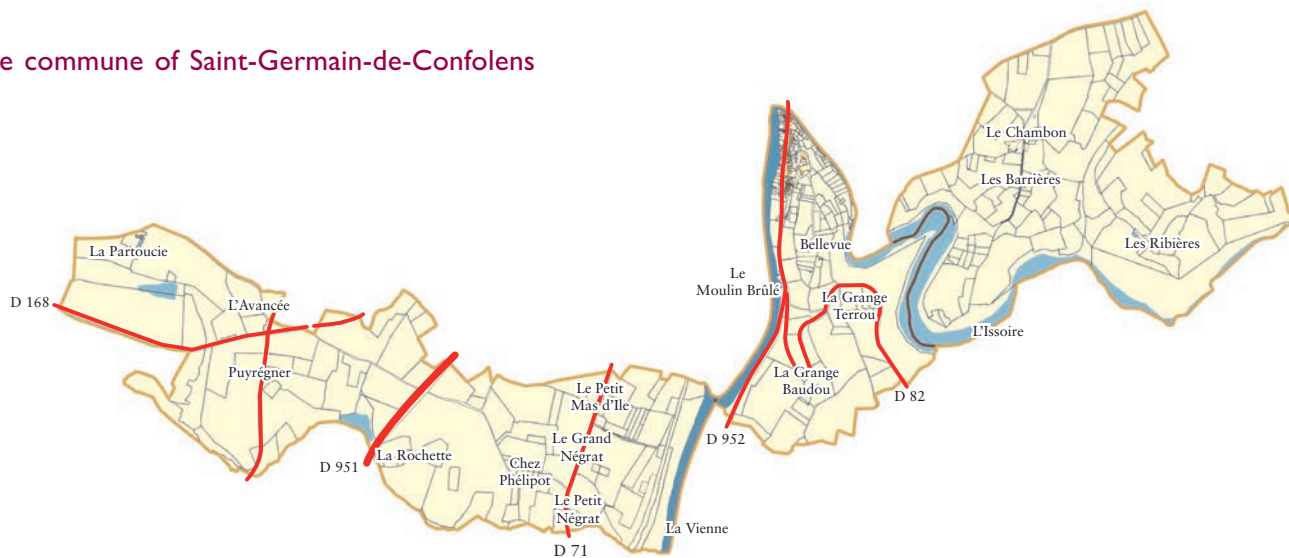 e commune of Saint-Germain-de-Confolens
Le Chambon
Les Barrières
Les Ribières
Bellevue
La Partoucie
Le
Moulin Brûlé
La Grange
Terrou
D 168
L'Avancée
L'Issoire
Puyrégner
La Grange
Baudou
Le Petit
Mas d'Ile
D 82
D 952
Le Grand
Négrat
La Rochette
D 951
Chez
Phélipot
Le Petit
Négrat
La Vienne
D 71